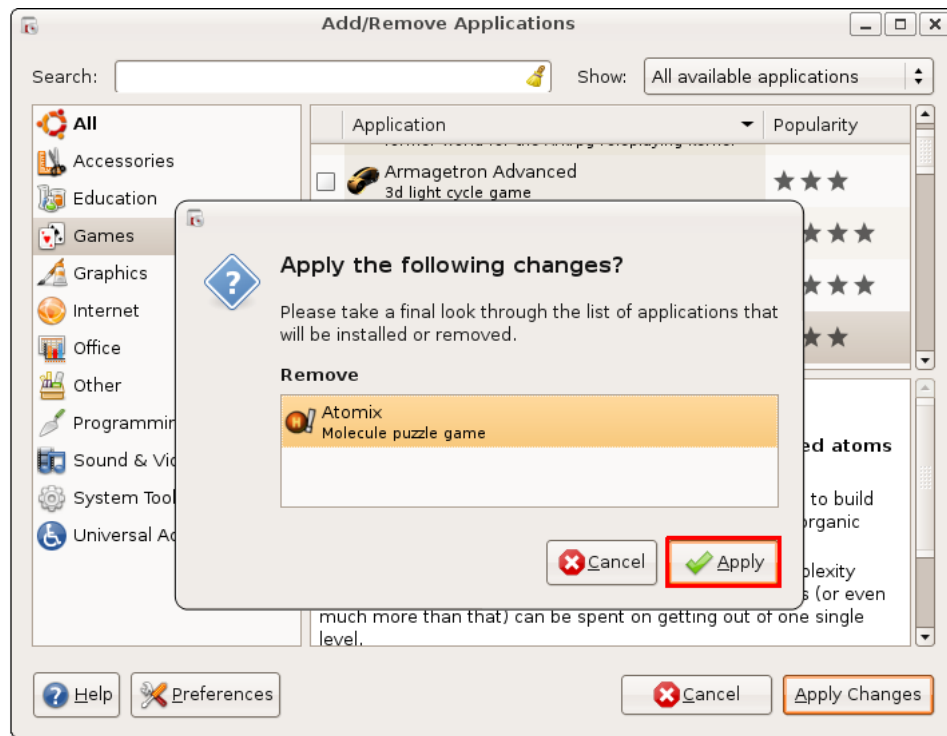 Add/Remove Applications
Search:
Show: All available applications
All
Accessories
Education
Games
Graphics
Internet
Office
Other
Programmin
Sound & Vid
System Tool
Universal Ac
Application Popularity
Armagetron Advanced
3d light cycle game
Apply the following changes?
Please take a final look through the list of applications that
will be installed or removed.
Remove
Atomix
Molecule puzzle game
Cancel Apply
ed atoms
to build
organic
plexity
s (or even
much more than that) can be spent on getting out of one single
level.
Help Preferences Cancel Apply Changes